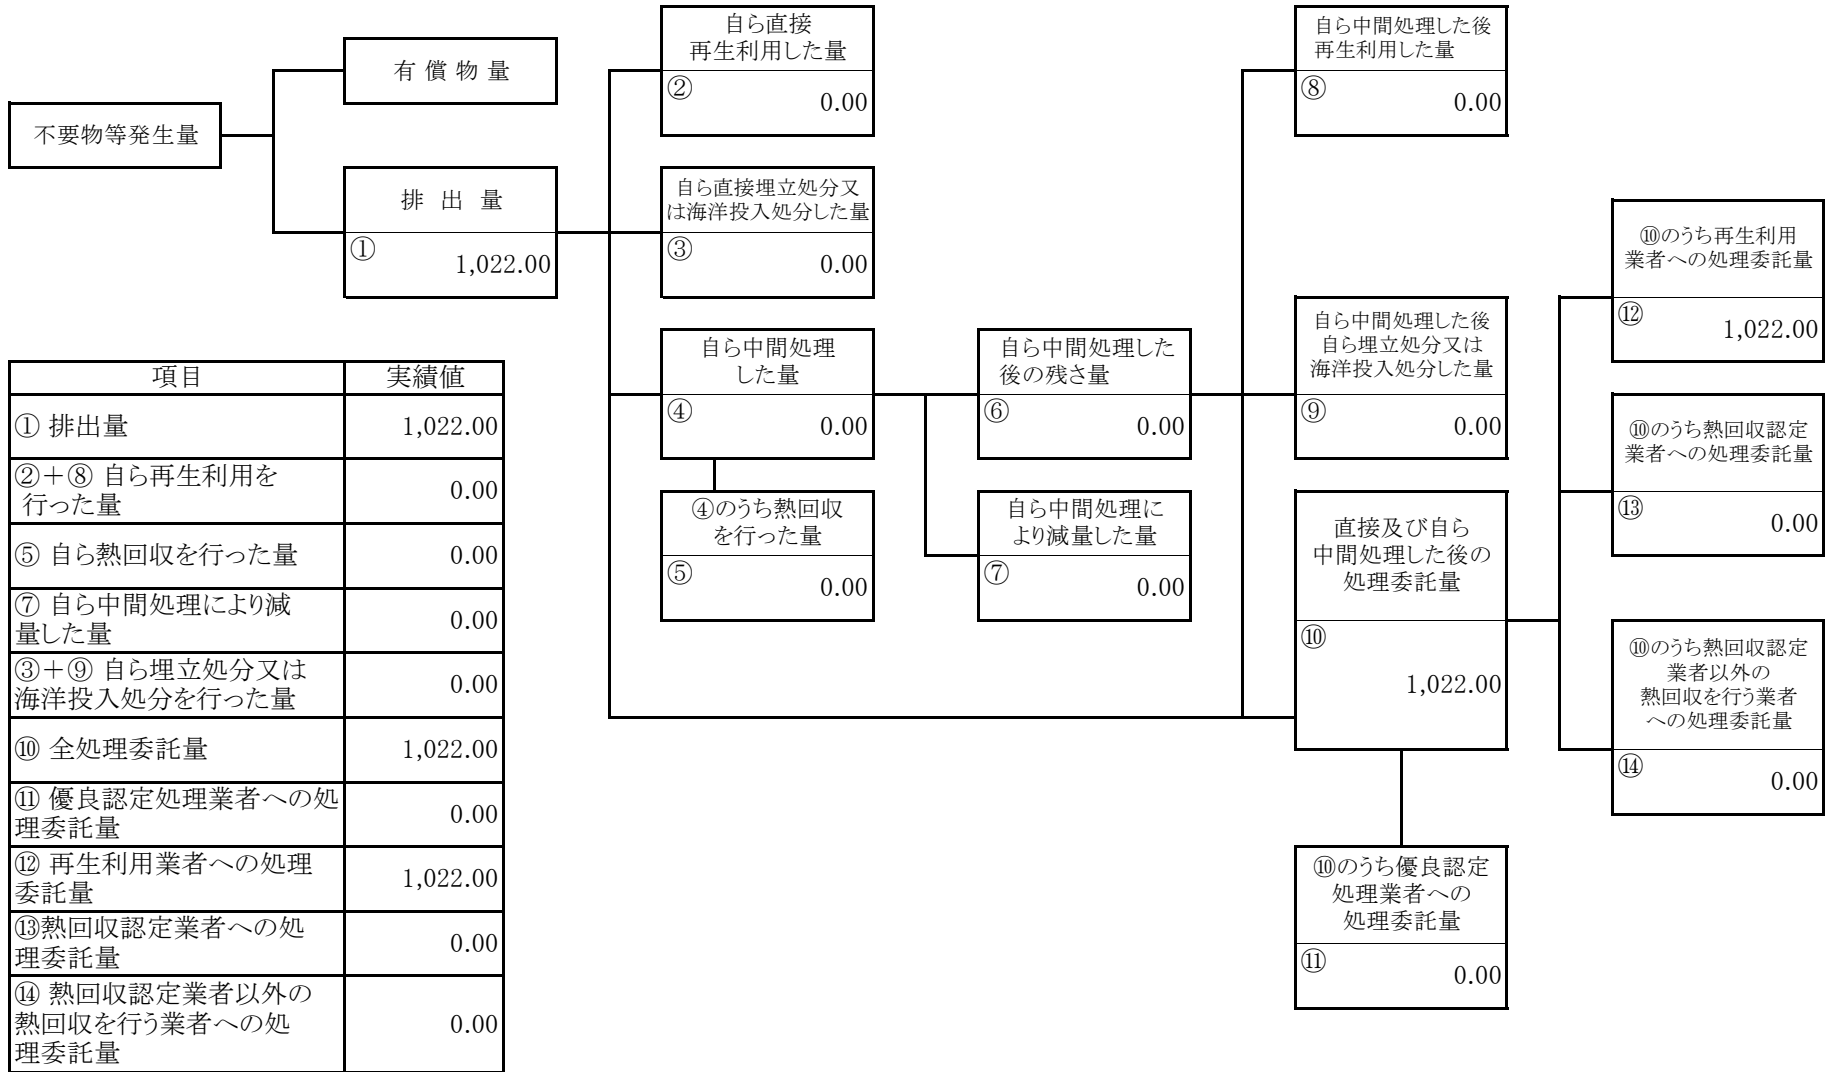 不要物等発生量
有 償 物 量
排 出 量
① 1,022.00
自ら直接
再生利用した量
② 0.00
自ら直接埋立処分又
は海洋投入処分した量
③ 0.00
自ら中間処理
した量
④ 0.00
④のうち熱回収
を行った量
⑤ 0.00
自ら中間処理した
後の残さ量
⑥ 0.00
自ら中間処理に
より減量した量
⑦ 0.00
自ら中間処理した後
再生利用した量
⑧ 0.00
自ら中間処理した後
自ら埋立処分又は
海洋投入処分した量
⑨ 0.00
直接及び自ら
中間処理した後の
処理委託量
⑩
1,022.00
⑩のうち優良認定
処理業者への
処理委託量
⑪ 0.00
⑩のうち再生利用
業者への処理委託量
⑫ 1,022.00
⑩のうち熱回収認定
業者への処理委託量
⑬ 0.00
⑩のうち熱回収認定
業者以外の
熱回収を行う業者
への処理委託量
⑭ 0.00
項目 実績値
① 排出量 1,022.00
②＋⑧ 自ら再生利用を
行った量 0.00
⑤ 自ら熱回収を行った量 0.00
⑦ 自ら中間処理により減
量した量 0.00
③＋⑨ 自ら埋立処分又は
海洋投入処分を行った量 0.00
⑩ 全処理委託量 1,022.00
⑪ 優良認定処理業者への処
理委託量 0.00
⑫ 再生利用業者への処理
委託量 1,022.00
⑬熱回収認定業者への処
理委託量 0.00
⑭ 熱回収認定業者以外の
熱回収を行う業者への処
理委託量 0.00